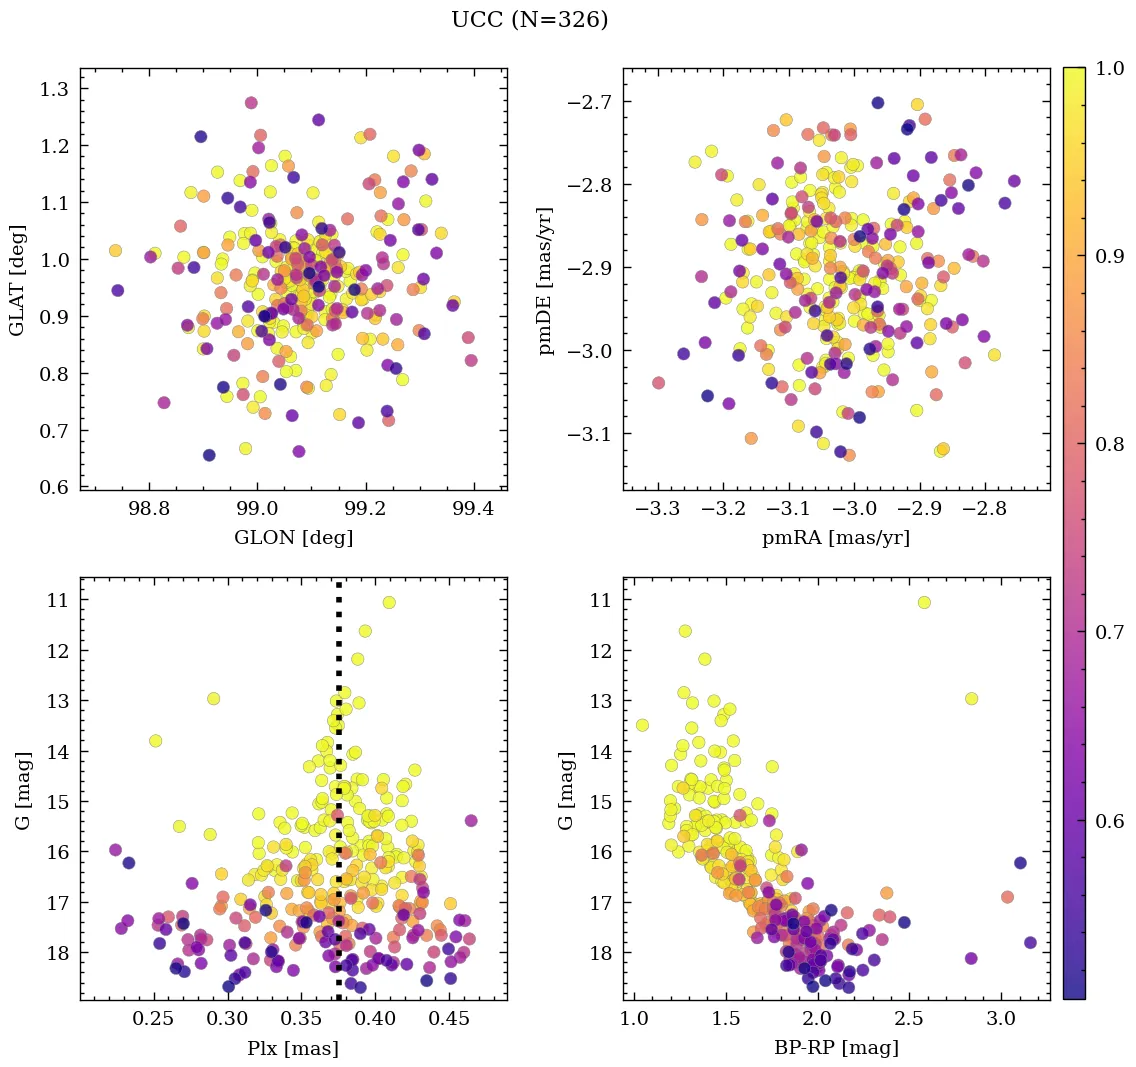 UCC (N=326)
1.3
1.2
1.1
1.0
0.9
0.8
0.7
0.6
GLAT [deg]
98.8 99.0 99.2 99.4
GLON [deg]
−2.7
−2.8
−2.9
−3.0
−3.1
pmDE [mas/yr]
−3.3 −3.2 −3.1 −3.0 −2.9 −2.8
pmRA [mas/yr]
1.0
0.9
0.8
0.7
0.6
11
12
13
14
15
16
17
18
G [mag]
0.25 0.30 0.35 0.40 0.45
Plx [mas]
11
12
13
14
15
16
17
18
G [mag]
1.0 1.5 2.0 2.5 3.0
BP-RP [mag]